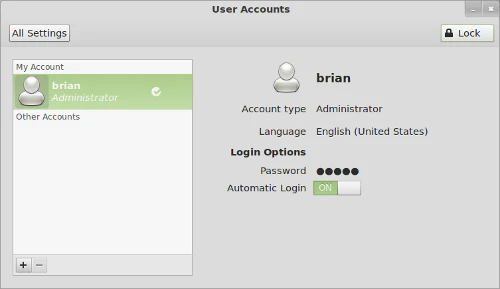 User Accounts
All Settings
Lock
My Account
brian
Administrator
Other Accounts
brian
Account type Administrator
Language English (United States)
Login Options
Password ●●●●●
Automatic Login ON